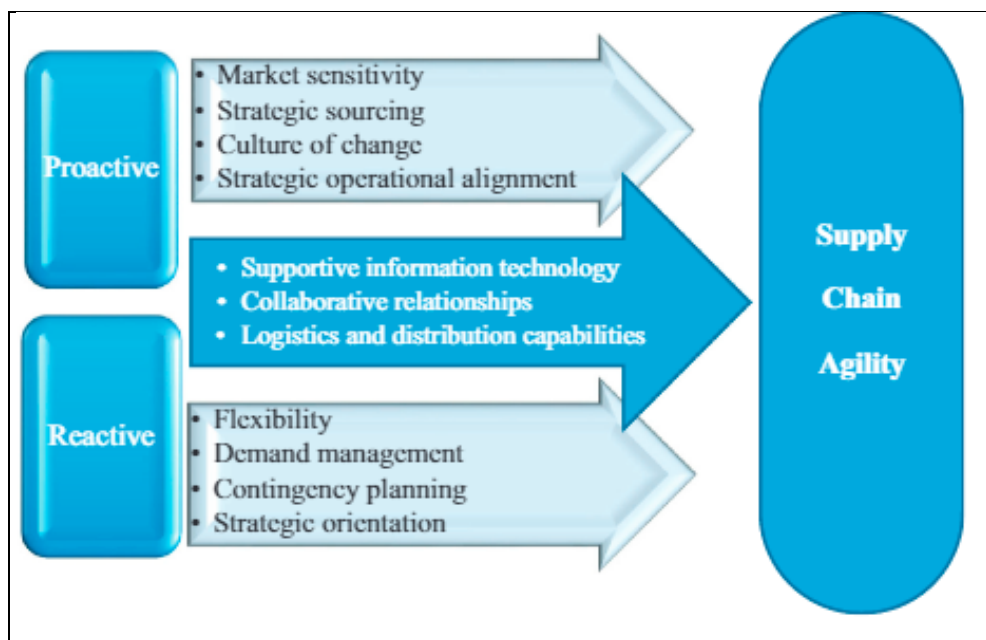 Proactive
• Market sensitivity
• Strategic sourcing
• Culture of change
• Strategic operational alignment
• Supportive information technology
• Collaborative relationships
• Logistics and distribution capabilities
Reactive
• Flexibility
• Demand management
• Contingency planning
• Strategic orientation
Supply
Chain
Agility